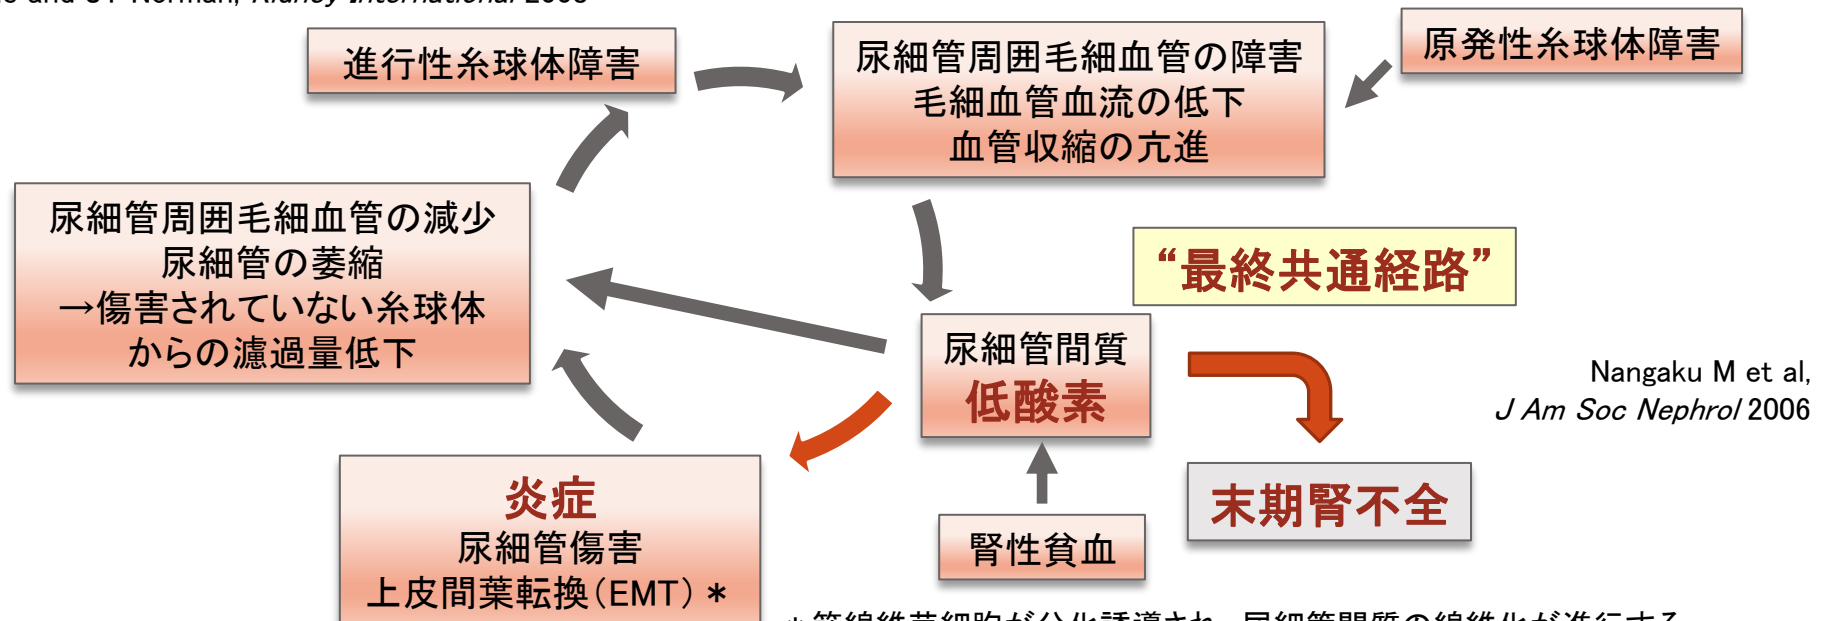 Kidney International
進行性糸球体障害
尿細管周囲毛細血管の障害
毛細血管血流の低下
血管収縮の亢進
原発性糸球体障害
尿細管周囲毛細血管の減少
尿細管の萎縮
→傷害されていない糸球体
からの濾過量低下
“最終共通経路”
尿細管間質
低酸素
Nangaku M et al,
J Am Soc Nephrol 2006
炎症
尿細管傷害
上皮間葉転換(EMT)*
腎性貧血
末期腎不全